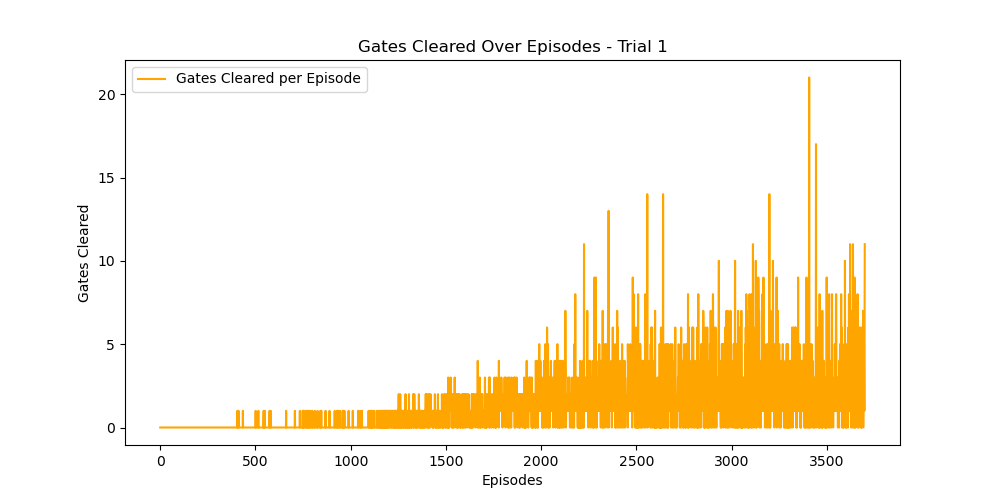 Gates Cleared Over Episodes - Trial 1
Gates Cleared per Episode
20
15
10
5
0
Gates Cleared
0 500 1000 1500 2000 2500 3000 3500
Episodes